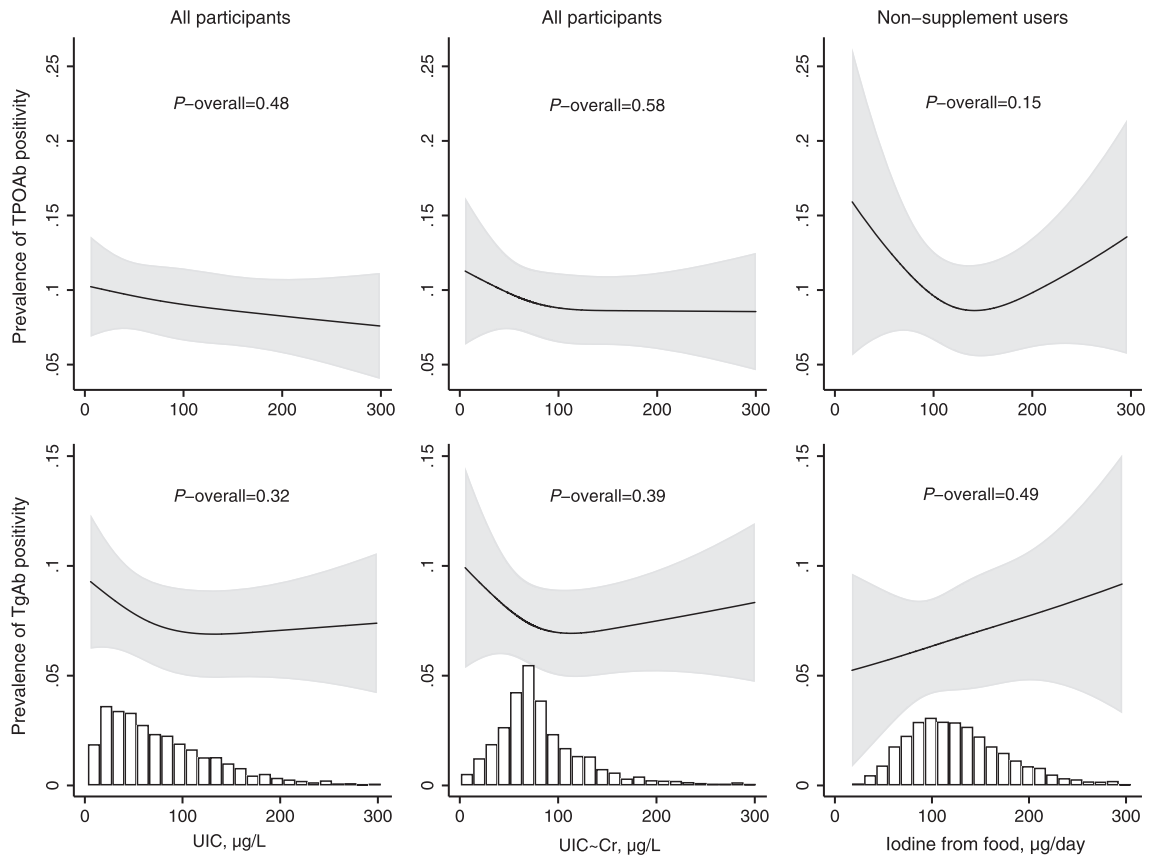 All participants
All participants
Non−supplement users
Prevalence of TPOAb positivity
.25
.2
.15
.1
.05
P−overall=0.48
0 100 200 300
.25
.2
.15
.1
.05
P−overall=0.58
0 100 200 300
.25
.2
.15
.1
.05
P−overall=0.15
0 100 200 300
Prevalence of TgAb positivity
.15
.1
.05
0
P−overall=0.32
0 100 200 300
UIC, µg/L
.15
.1
.05
0
P−overall=0.39
0 100 200 300
UIC~Cr, µg/L
.15
.1
.05
0
P−overall=0.49
0 100 200 300
Iodine from food, µg/day